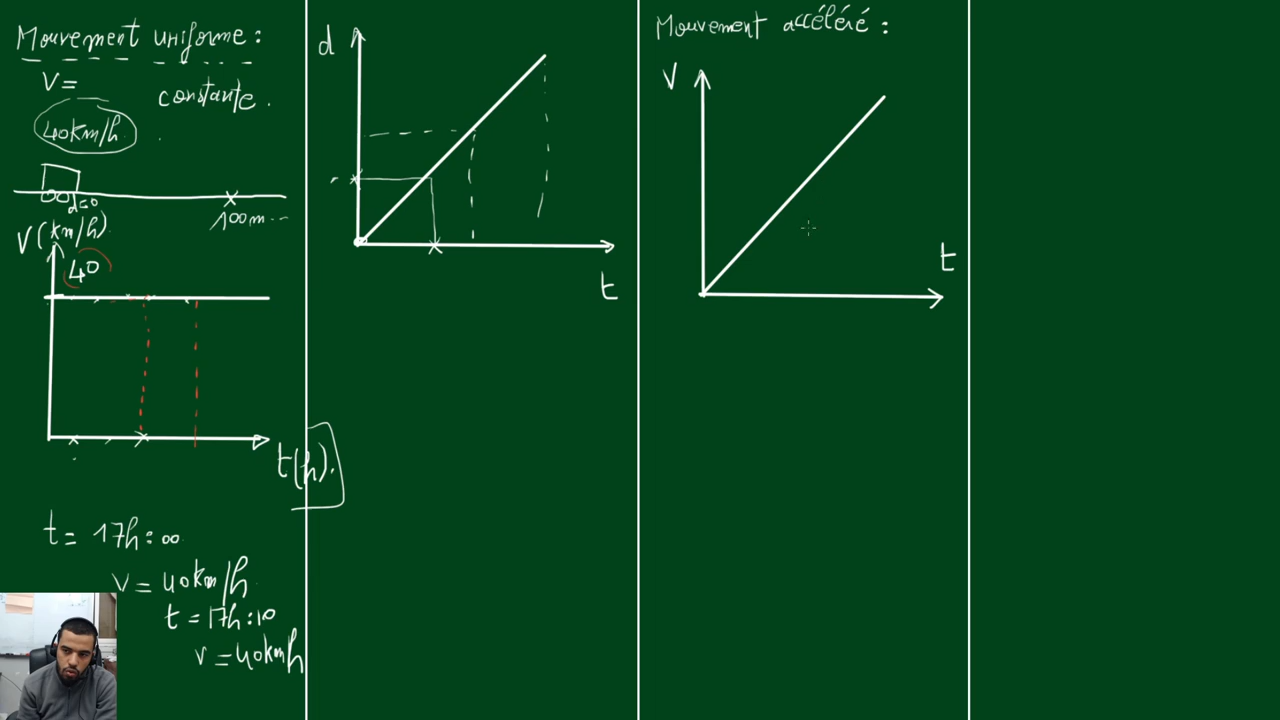 Mouvement uniforme :
V = constante.
40km/h.
d=0
100m
V(km/h)
40
t(h).
t = 17h:00
v = 40km/h
t = 17h:10
v = 40km/h
d
t
Mouvement accéléré :
V
t